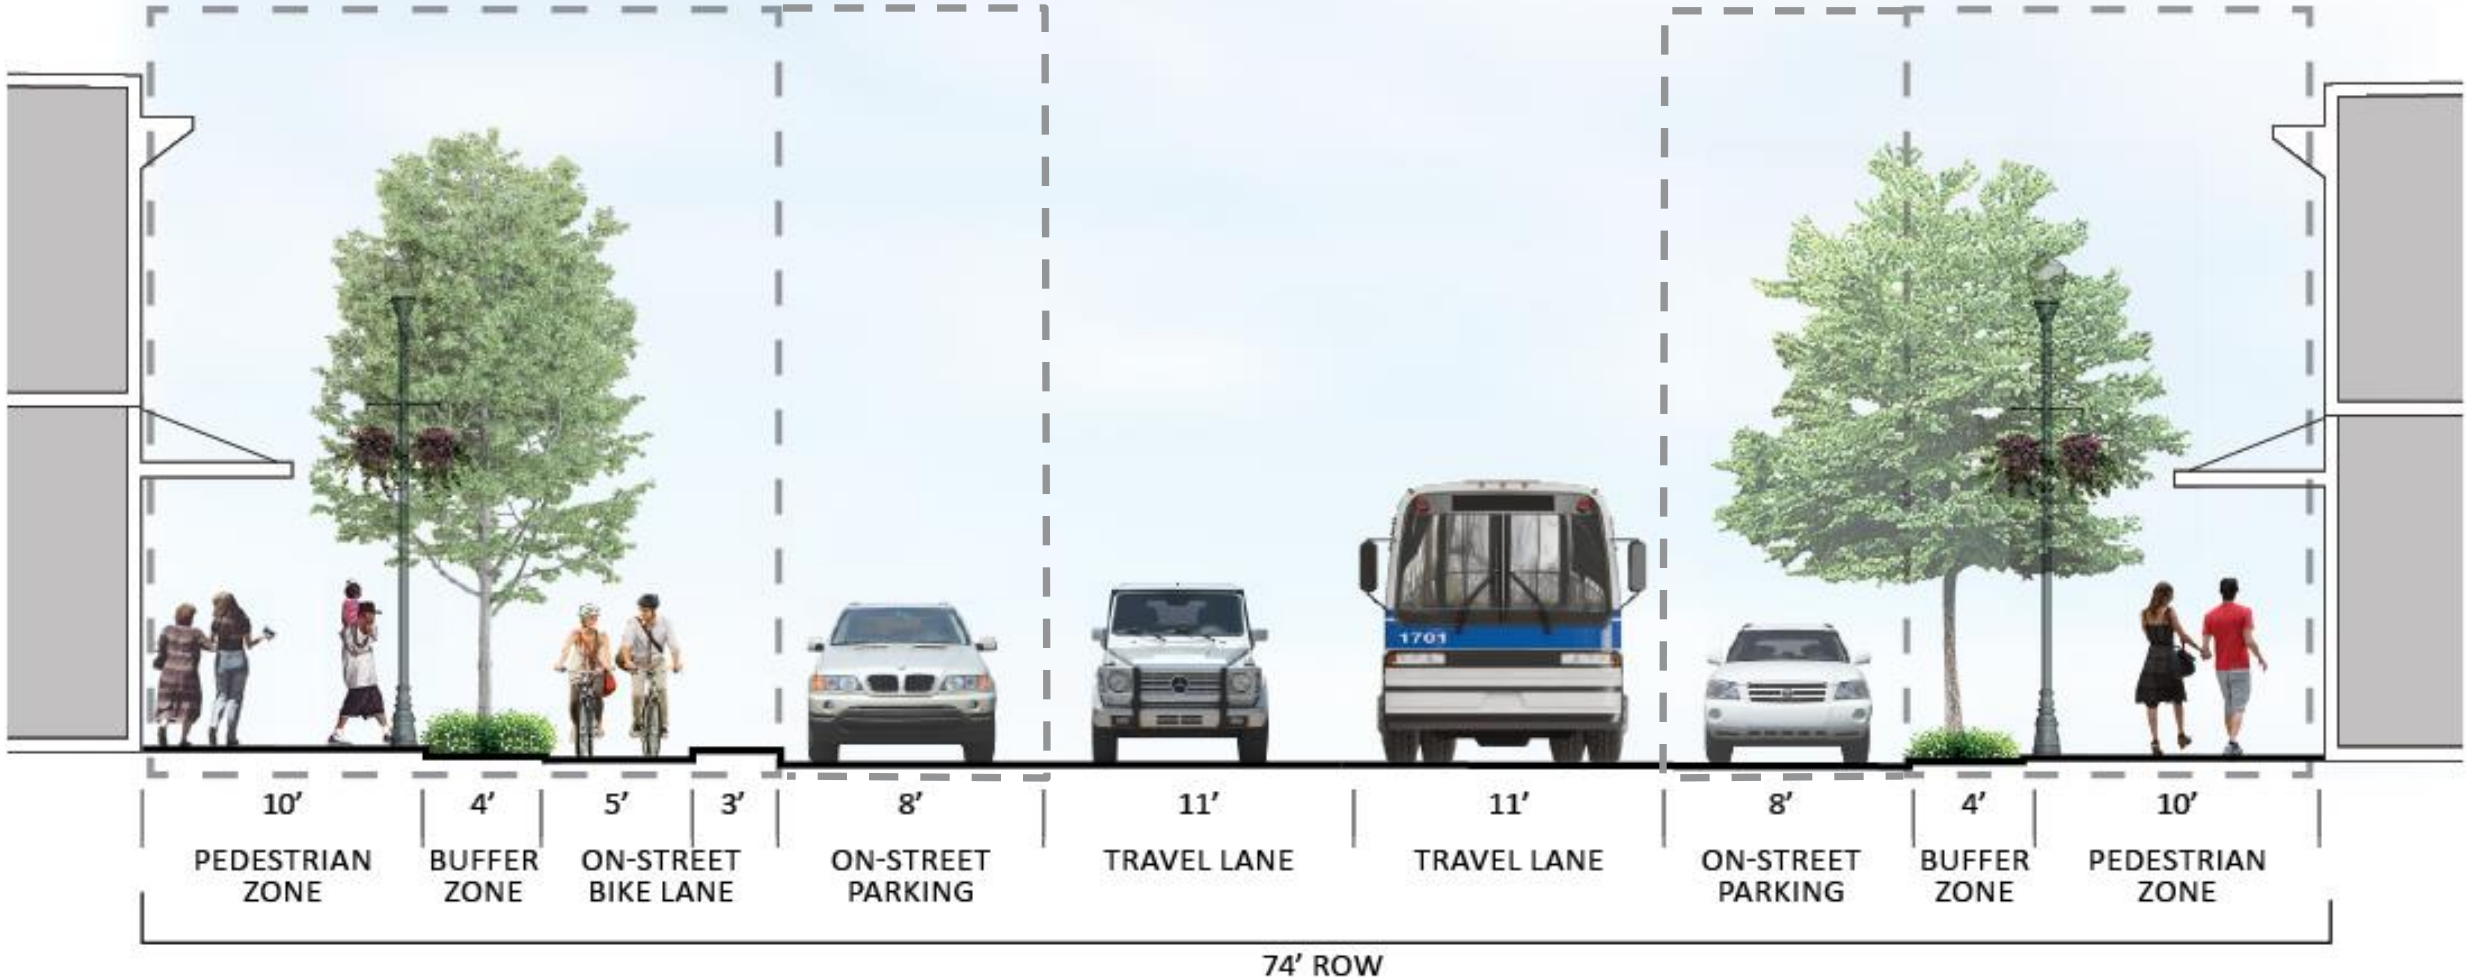 1701
10’ 4’ 5’ 3’ 8’ 11’ 11’ 8’ 4’ 10’
PEDESTRIAN ZONE
BUFFER ZONE
ON-STREET BIKE LANE
ON-STREET PARKING
TRAVEL LANE
TRAVEL LANE
ON-STREET PARKING
BUFFER ZONE
PEDESTRIAN ZONE
74’ ROW